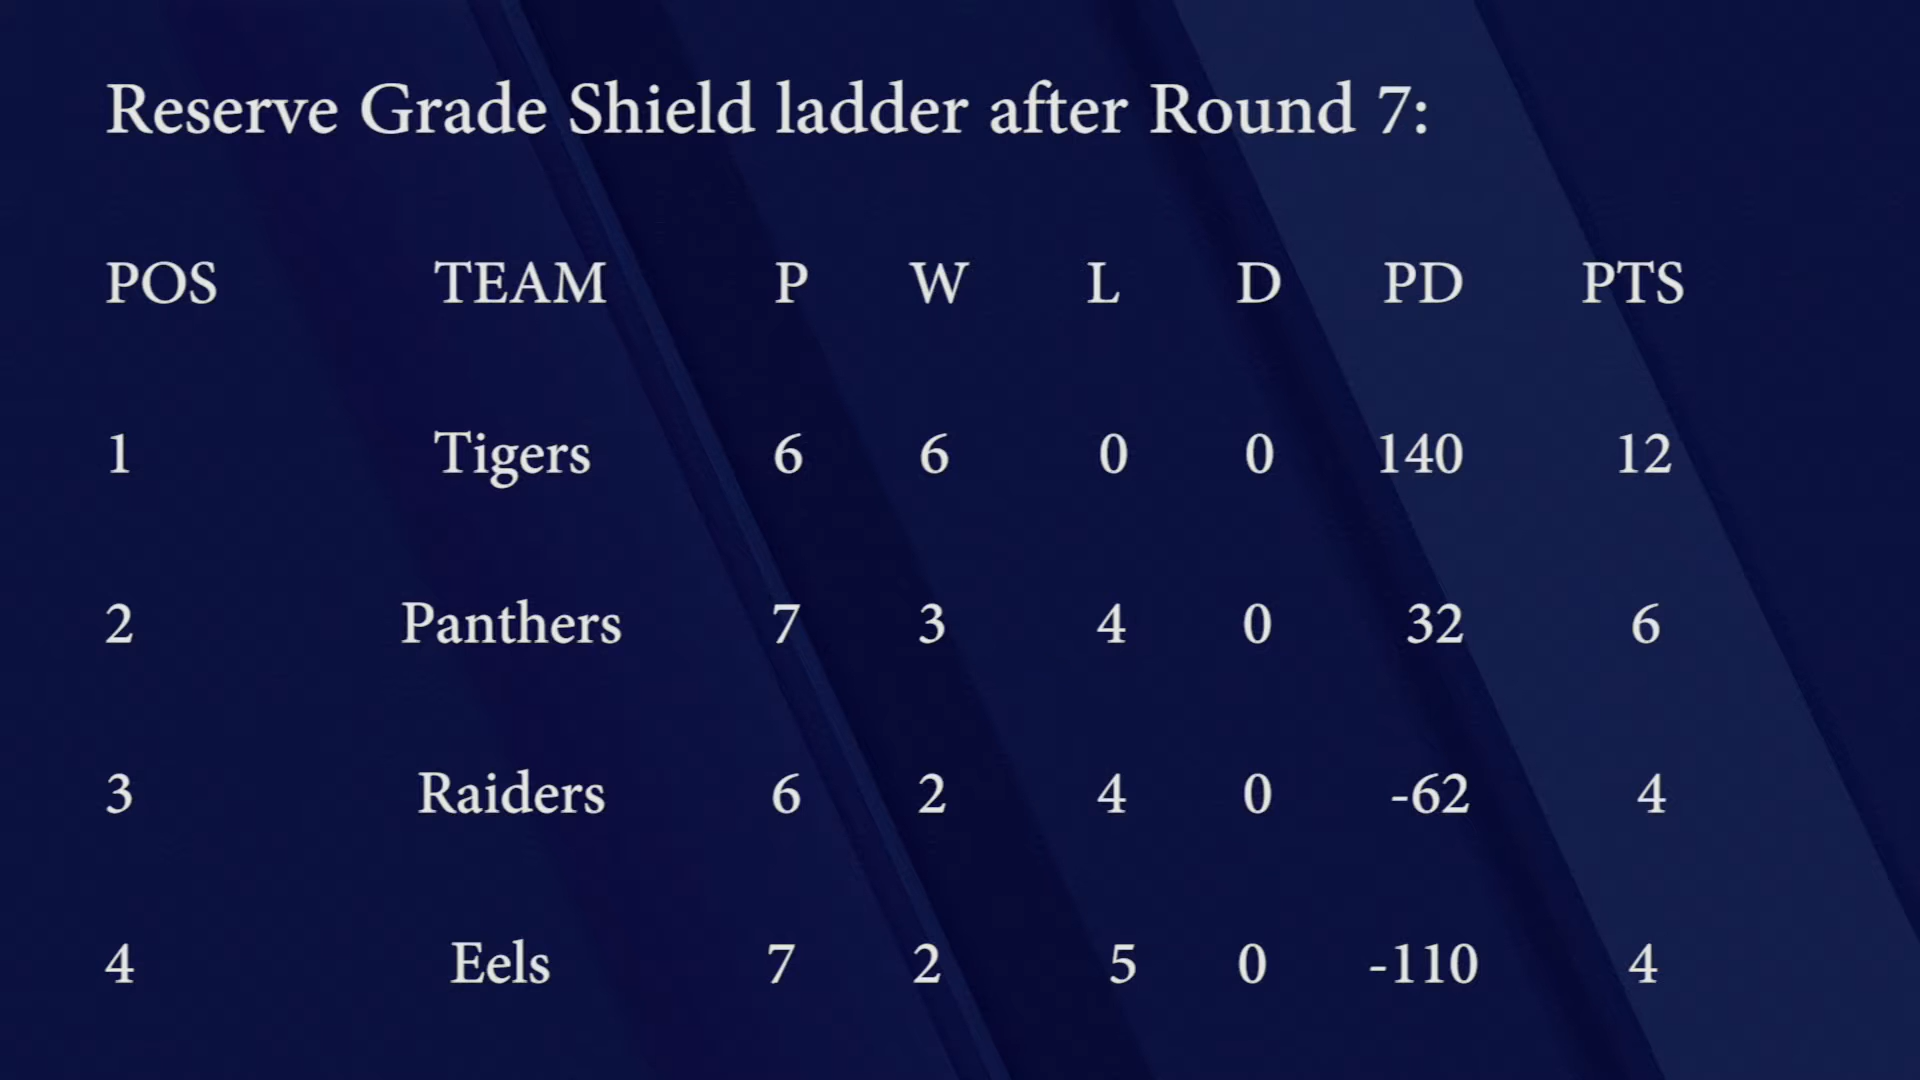 Reserve Grade Shield ladder after Round 7:
POS TEAM P W L D PD PTS
1 Tigers 6 6 0 0 140 12
2 Panthers 7 3 4 0 32 6
3 Raiders 6 2 4 0 -62 4
4 Eels 7 2 5 0 -110 4